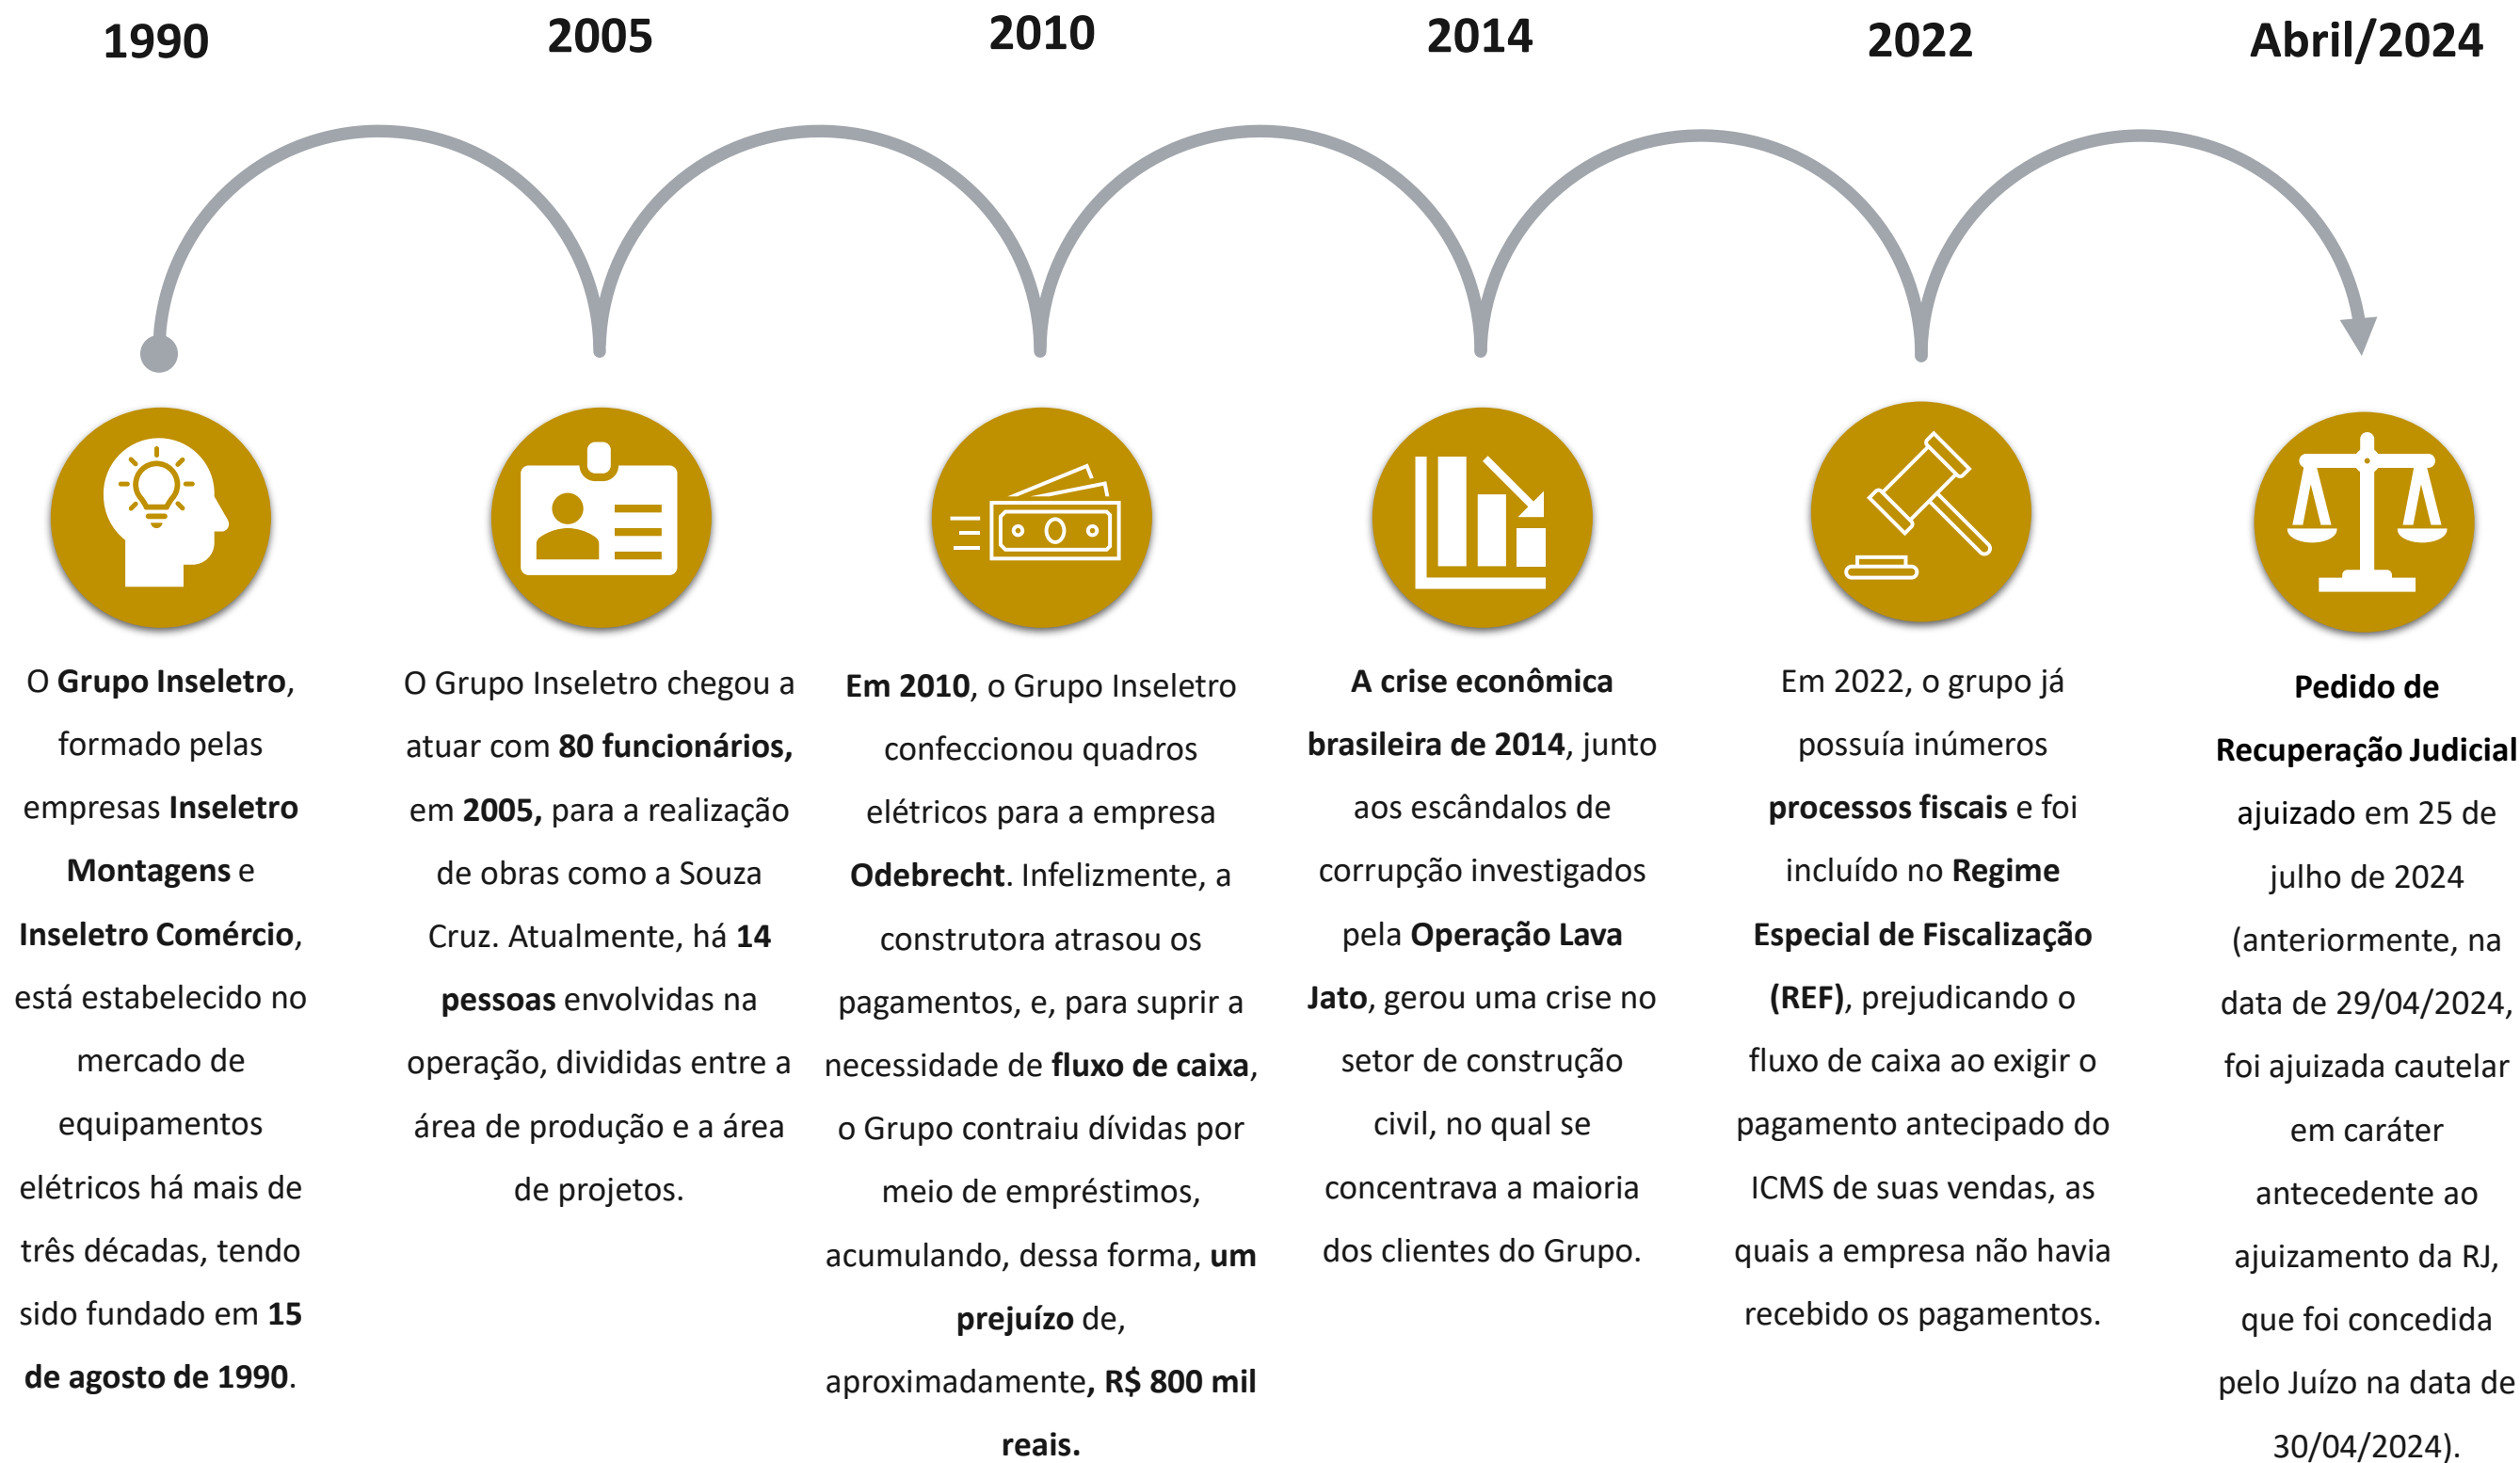 1990
O Grupo Inseletro,
formado pelas
empresas Inseletro
Montagens e
Inseletro Comércio,
está estabelecido no
mercado de
equipamentos
elétricos há mais de
três décadas, tendo
sido fundado em 15
de agosto de 1990.
2005
O Grupo Inseletro chegou a
atuar com 80 funcionários,
em 2005, para a realização
de obras como a Souza
Cruz. Atualmente, há 14
pessoas envolvidas na
operação, divididas entre a
área de produção e a área
de projetos.
2010
Em 2010, o Grupo Inseletro
confeccionou quadros
elétricos para a empresa
Odebrecht. Infelizmente, a
construtora atrasou os
pagamentos, e, para suprir a
necessidade de fluxo de caixa,
o Grupo contraiu dívidas por
meio de empréstimos,
acumulando, dessa forma, um
prejuízo de,
aproximadamente, R$ 800 mil
reais.
2014
A crise econômica
brasileira de 2014, junto
aos escândalos de
corrupção investigados
pela Operação Lava
Jato, gerou uma crise no
setor de construção
civil, no qual se
concentrava a maioria
dos clientes do Grupo.
2022
Em 2022, o grupo já
possuía inúmeros
processos fiscais e foi
incluído no Regime
Especial de Fiscalização
(REF), prejudicando o
fluxo de caixa ao exigir o
pagamento antecipado do
ICMS de suas vendas, as
quais a empresa não havia
recebido os pagamentos.
Abril/2024
Pedido de
Recuperação Judicial
ajuizado em 25 de
julho de 2024
(anteriormente, na
data de 29/04/2024,
foi ajuizada cautelar
em caráter
antecedente ao
ajuizamento da RJ,
que foi concedida
pelo Juízo na data de
30/04/2024).